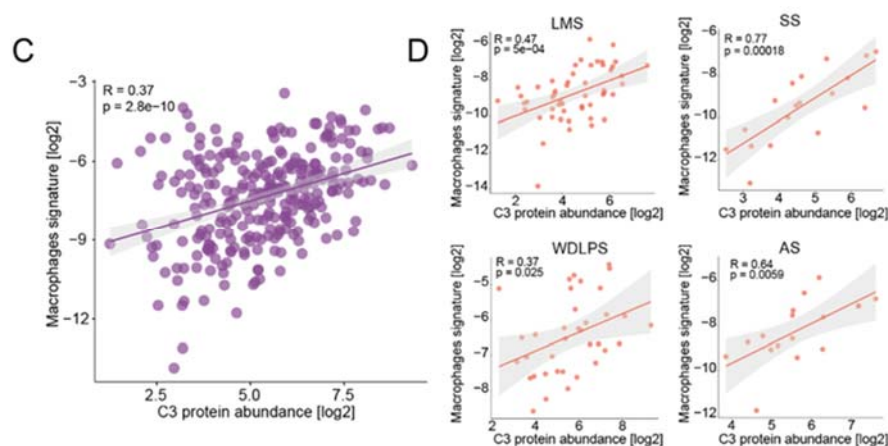 C
R = 0.37
p = 2.8e−10
Macrophages signature [log2]
−3
−6
−9
−12
2.5 5.0 7.5
C3 protein abundance [log2]
D
LMS
R = 0.47
p = 5e−04
Macrophages signature [log2]
−6
−8
−10
−12
−14
2 4 6
C3 protein abundance [log2]
SS
R = 0.77
p = 0.00018
Macrophages signature [log2]
−6
−8
−10
−12
3 4 5 6
C3 protein abundance [log2]
WDLPS
R = 0.37
p = 0.025
Macrophages signature [log2]
−5
−6
−7
−8
2 4 6 8
C3 protein abundance [log2]
AS
R = 0.64
p = 0.0059
Macrophages signature [log2]
−6
−8
−10
−12
4 5 6 7
C3 protein abundance [log2]